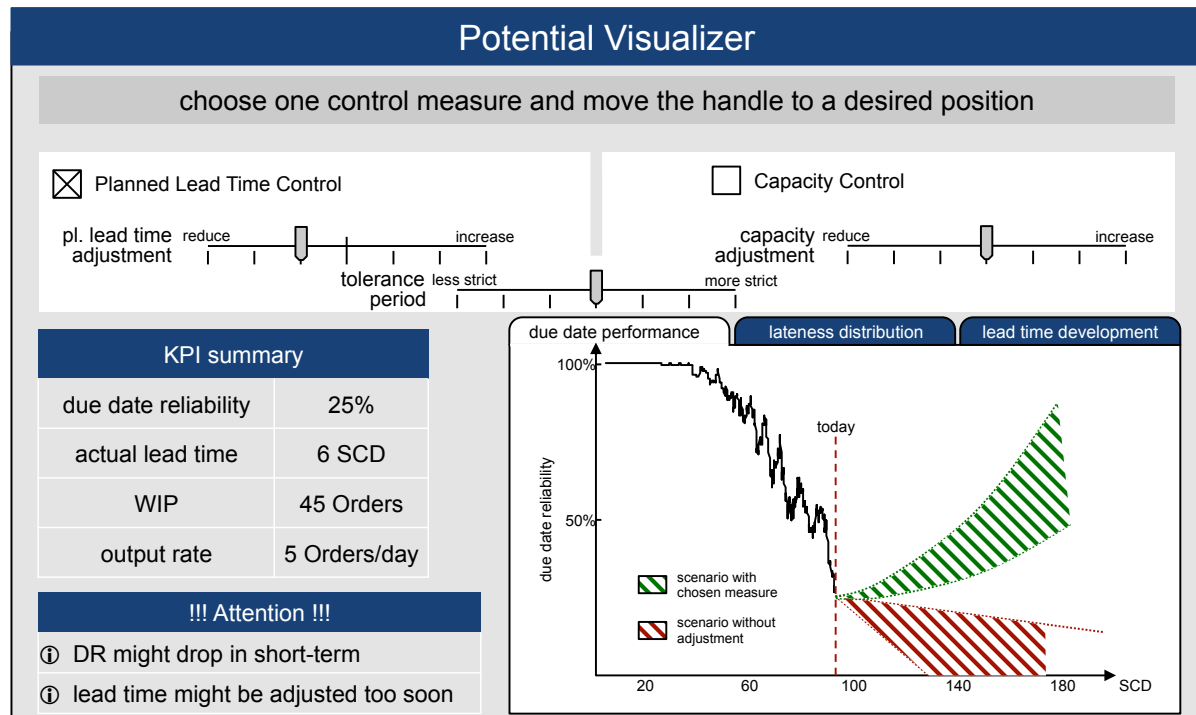 Potential Visualizer
choose one control measure and move the handle to a desired position
Planned Lead Time Control
pl. lead time
adjustment
reduce
increase
tolerance
period
less strict
more strict
Capacity Control
capacity
adjustment
reduce
increase
KPI summary
due date reliability 25%
actual lead time 6 SCD
WIP 45 Orders
output rate 5 Orders/day
!!! Attention !!!
DR might drop in short-term
lead time might be adjusted too soon
due date performance
lateness distribution
lead time development
100%
50%
due date reliability
today
scenario with
chosen measure
scenario without
adjustment
20 60 100 140 180 SCD